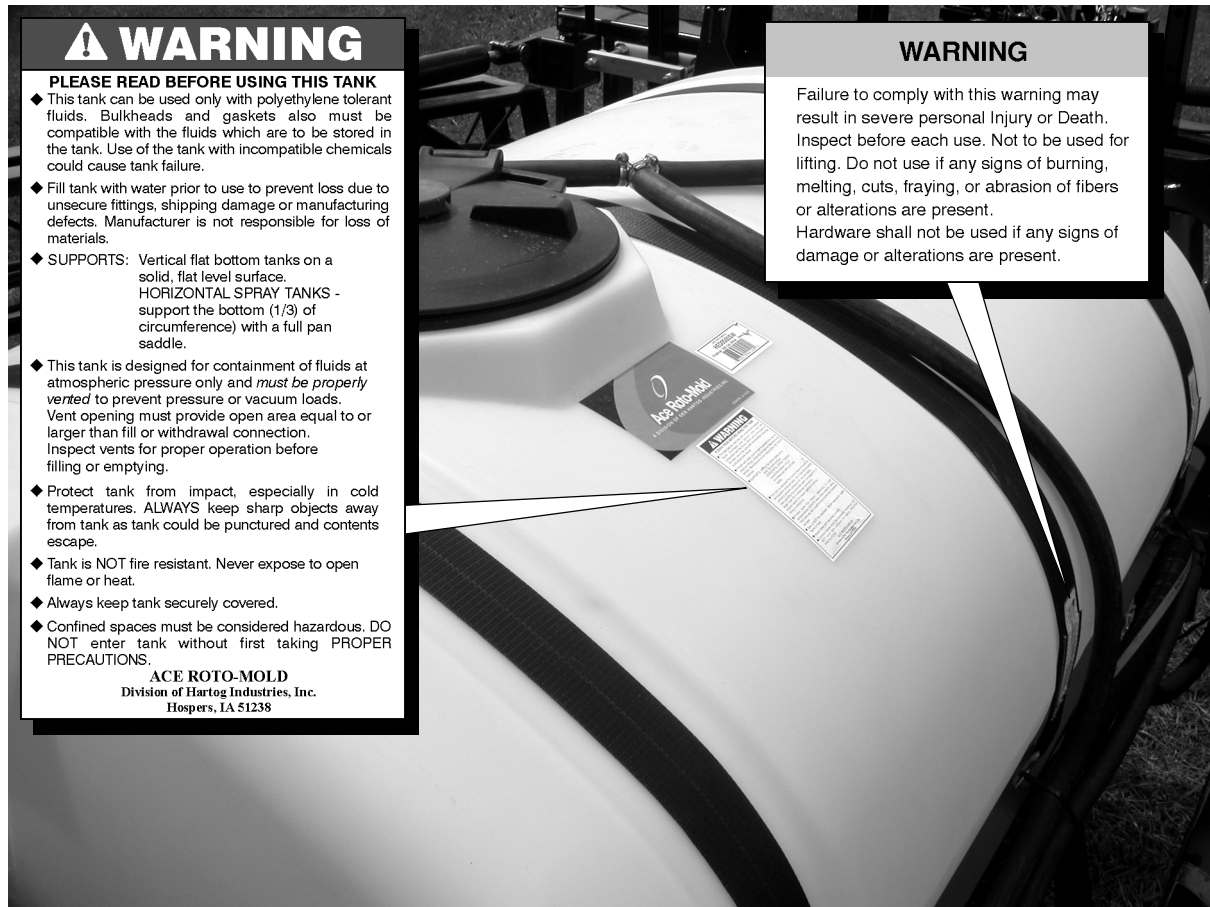 WARNING
PLEASE READ BEFORE USING THIS TANK
◆ This tank can be used only with polyethylene tolerant
fluids. Bulkheads and gaskets also must be
compatible with the fluids which are to be stored in
the tank. Use of the tank with incompatible chemicals
could cause tank failure.
◆ Fill tank with water prior to use to prevent loss due to
unsecure fittings, shipping damage or manufacturing
defects. Manufacturer is not responsible for loss of
materials.
◆ SUPPORTS: Vertical flat bottom tanks on a
solid, flat level surface.
HORIZONTAL SPRAY TANKS -
support the bottom (1/3) of
circumference) with a full pan
saddle.
◆ This tank is designed for containment of fluids at
atmospheric pressure only and must be properly
vented to prevent pressure or vacuum loads.
Vent opening must provide open area equal to or
larger than fill or withdrawal connection.
Inspect vents for proper operation before
filling or emptying.
◆ Protect tank from impact, especially in cold
temperatures. ALWAYS keep sharp objects away
from tank as tank could be punctured and contents
escape.
◆ Tank is NOT fire resistant. Never expose to open
flame or heat.
◆ Always keep tank securely covered.
◆ Confined spaces must be considered hazardous. DO
NOT enter tank without first taking PROPER
PRECAUTIONS.
ACE ROTO-MOLD
Division of Hartog Industries, Inc.
Hospers, IA 51238
WARNING
Failure to comply with this warning may
result in severe personal Injury or Death.
Inspect before each use. Not to be used for
lifting. Do not use if any signs of burning,
melting, cuts, fraying, or abrasion of fibers
or alterations are present.
Hardware shall not be used if any signs of
damage or alterations are present.
Ace Roto-Mold
A DIVISION OF DEN HARTOG INDUSTRIES, INC.
WARNING